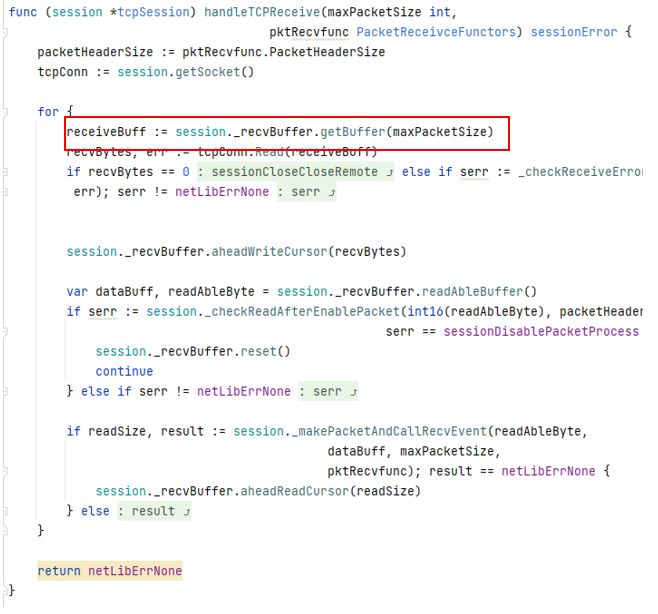 func (session *tcpSession) handleTCPReceive(maxPacketSize int,
pktRecvfunc PacketReceivceFunctors) sessionError {
packetHeaderSize := pktRecvfunc.PacketHeaderSize
tcpConn := session.getSocket()
for {
receiveBuff := session._recvBuffer.getBuffer(maxPacketSize)
recvBytes, err := tcpConn.Read(receiveBuff)
if recvBytes == 0 : sessionCloseCloseRemote ⤴ else if serr := _checkReceiveError
err); serr != netLibErrNone : serr ⤴
session._recvBuffer.aheadWriteCursor(recvBytes)
var dataBuff, readAbleByte = session._recvBuffer.readAbleBuffer()
if serr := session._checkReadAfterEnablePacket(int16(readAbleByte), packetHeader
serr == sessionDisablePacketProcess
session._recvBuffer.reset()
continue
} else if serr != netLibErrNone : serr ⤴
if readSize, result := session._makePacketAndCallRecvEvent(readAbleByte,
dataBuff, maxPacketSize,
pktRecvfunc); result == netLibErrNone {
session._recvBuffer.aheadReadCursor(readSize)
} else : result ⤴
}
return netLibErrNone
}